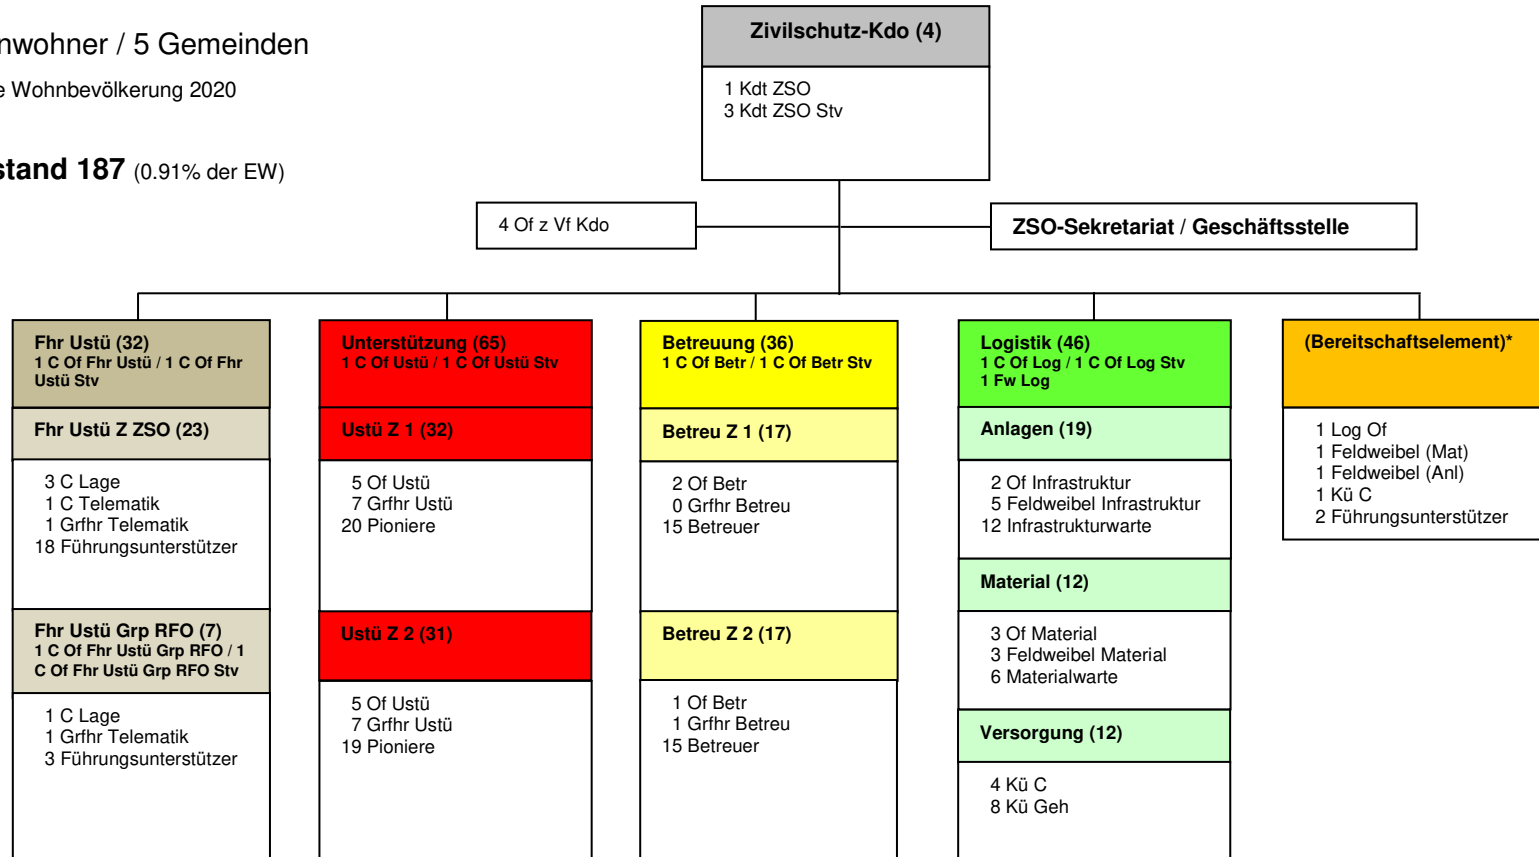 nwohner / 5 Gemeinden
e Wohnbevölkerung 2020
stand 187 (0.91% der EW)
Zivilschutz-Kdo (4)
1 Kdt ZSO
3 Kdt ZSO Stv
4 Of z Vf Kdo
ZSO-Sekretariat / Geschäftsstelle
Fhr Ustü (32)
1 C Of Fhr Ustü / 1 C Of Fhr
Ustü Stv
Fhr Ustü Z ZSO (23)
3 C Lage
1 C Telematik
1 Grfhr Telematik
18 Führungsunterstützer
Fhr Ustü Grp RFO (7)
1 C Of Fhr Ustü Grp RFO / 1
C Of Fhr Ustü Grp RFO Stv
1 C Lage
1 Grfhr Telematik
3 Führungsunterstützer
Unterstützung (65)
1 C Of Ustü / 1 C Of Ustü Stv
Ustü Z 1 (32)
5 Of Ustü
7 Grfhr Ustü
20 Pioniere
Ustü Z 2 (31)
5 Of Ustü
7 Grfhr Ustü
19 Pioniere
Betreuung (36)
1 C Of Betr / 1 C Of Betr Stv
Betreu Z 1 (17)
2 Of Betr
0 Grfhr Betreu
15 Betreuer
Betreu Z 2 (17)
1 Of Betr
1 Grfhr Betreu
15 Betreuer
Logistik (46)
1 C Of Log / 1 C Of Log Stv
1 Fw Log
Anlagen (19)
2 Of Infrastruktur
5 Feldweibel Infrastruktur
12 Infrastrukturwarte
Material (12)
3 Of Material
3 Feldweibel Material
6 Materialwarte
Versorgung (12)
4 Kü C
8 Kü Geh
(Bereitschaftselement)*
1 Log Of
1 Feldweibel (Mat)
1 Feldweibel (Anl)
1 Kü C
2 Führungsunterstützer